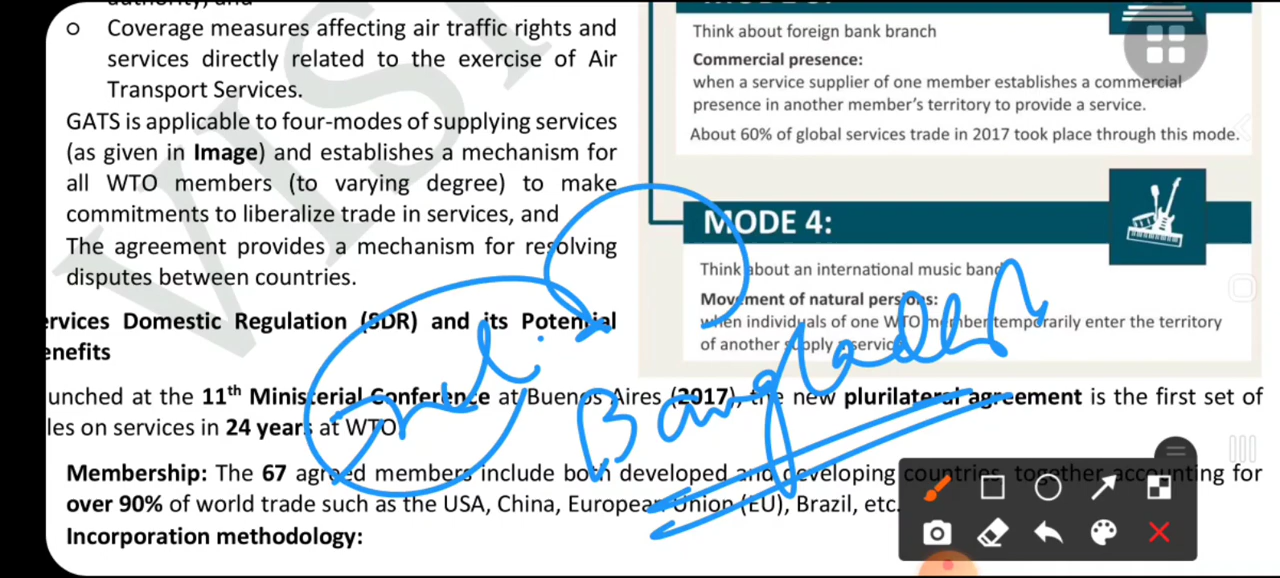 authority, and
o Coverage measures affecting air traffic rights and
services directly related to the exercise of Air
Transport Services.
GATS is applicable to four-modes of supplying services
(as given in Image) and establishes a mechanism for
all WTO members (to varying degree) to make
commitments to liberalize trade in services, and
The agreement provides a mechanism for resolving
disputes between countries.
ervices Domestic Regulation (SDR) and its Potential
enefits
unched at the 11th Ministerial Conference at Buenos Aires (2017), the new plurilateral agreement is the first set of
les on services in 24 years at WTO.
Membership: The 67 agreed members include both developed and developing countries, together accounting for
over 90% of world trade such as the USA, China, European Union (EU), Brazil, etc.
Incorporation methodology:
Think about foreign bank branch
Commercial presence:
when a service supplier of one member establishes a commercial
presence in another member's territory to provide a service.
About 60% of global services trade in 2017 took place through this mode.
MODE 4:
Think about an international music band
Movement of natural persons:
when individuals of one WTO member temporarily enter the territory
of another supply a service
Bangladesh
VISI